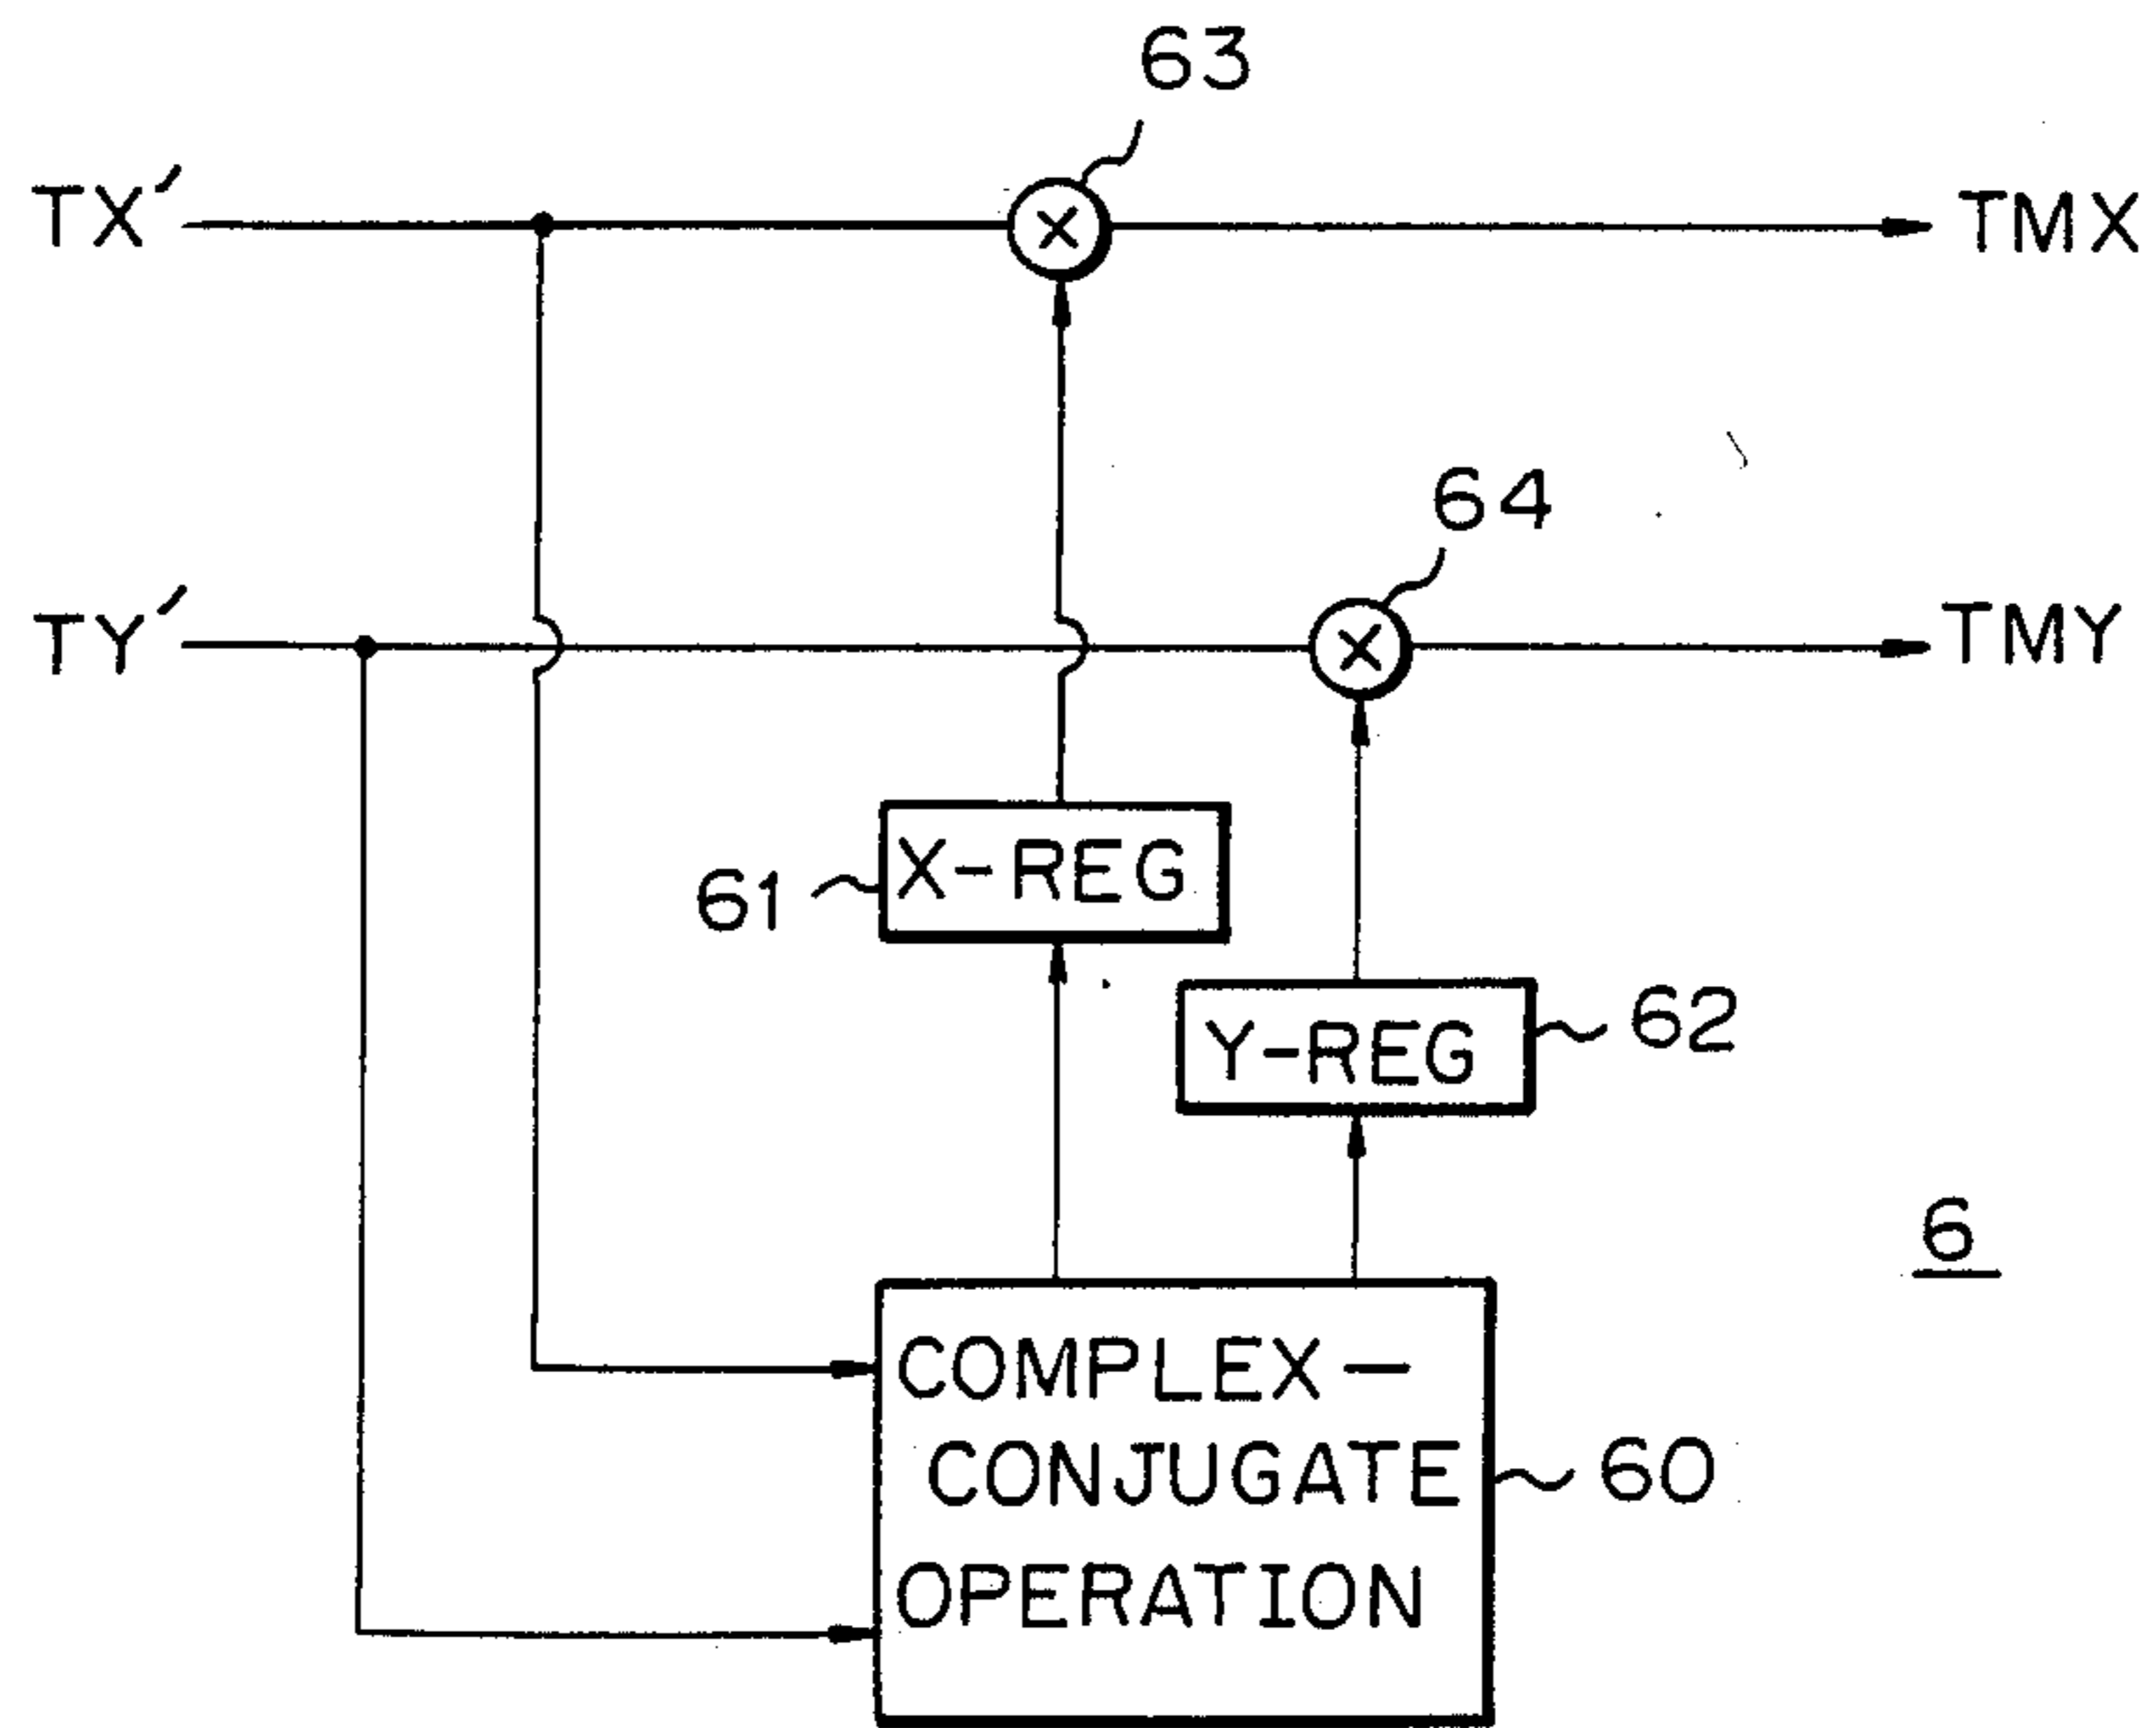 63
TX' TMX
64
TY' TMY
X-REG
61
Y-REG 62
6
COMPLEX-
CONJUGATE 60
OPERATION